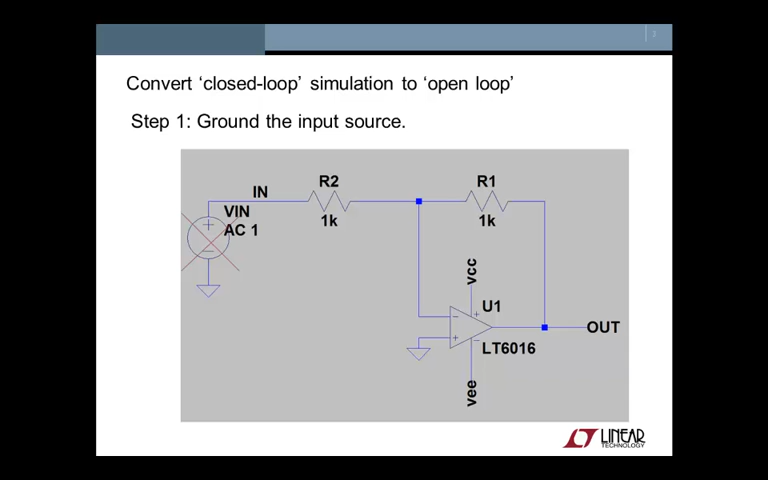 2
Convert ‘closed-loop’ simulation to ‘open loop’
Step 1: Ground the input source.
R2
R1
IN
VIN
1k
1k
AC 1
vcc
U1
OUT
LT6016
vee
LINEAR
TECHNOLOGY